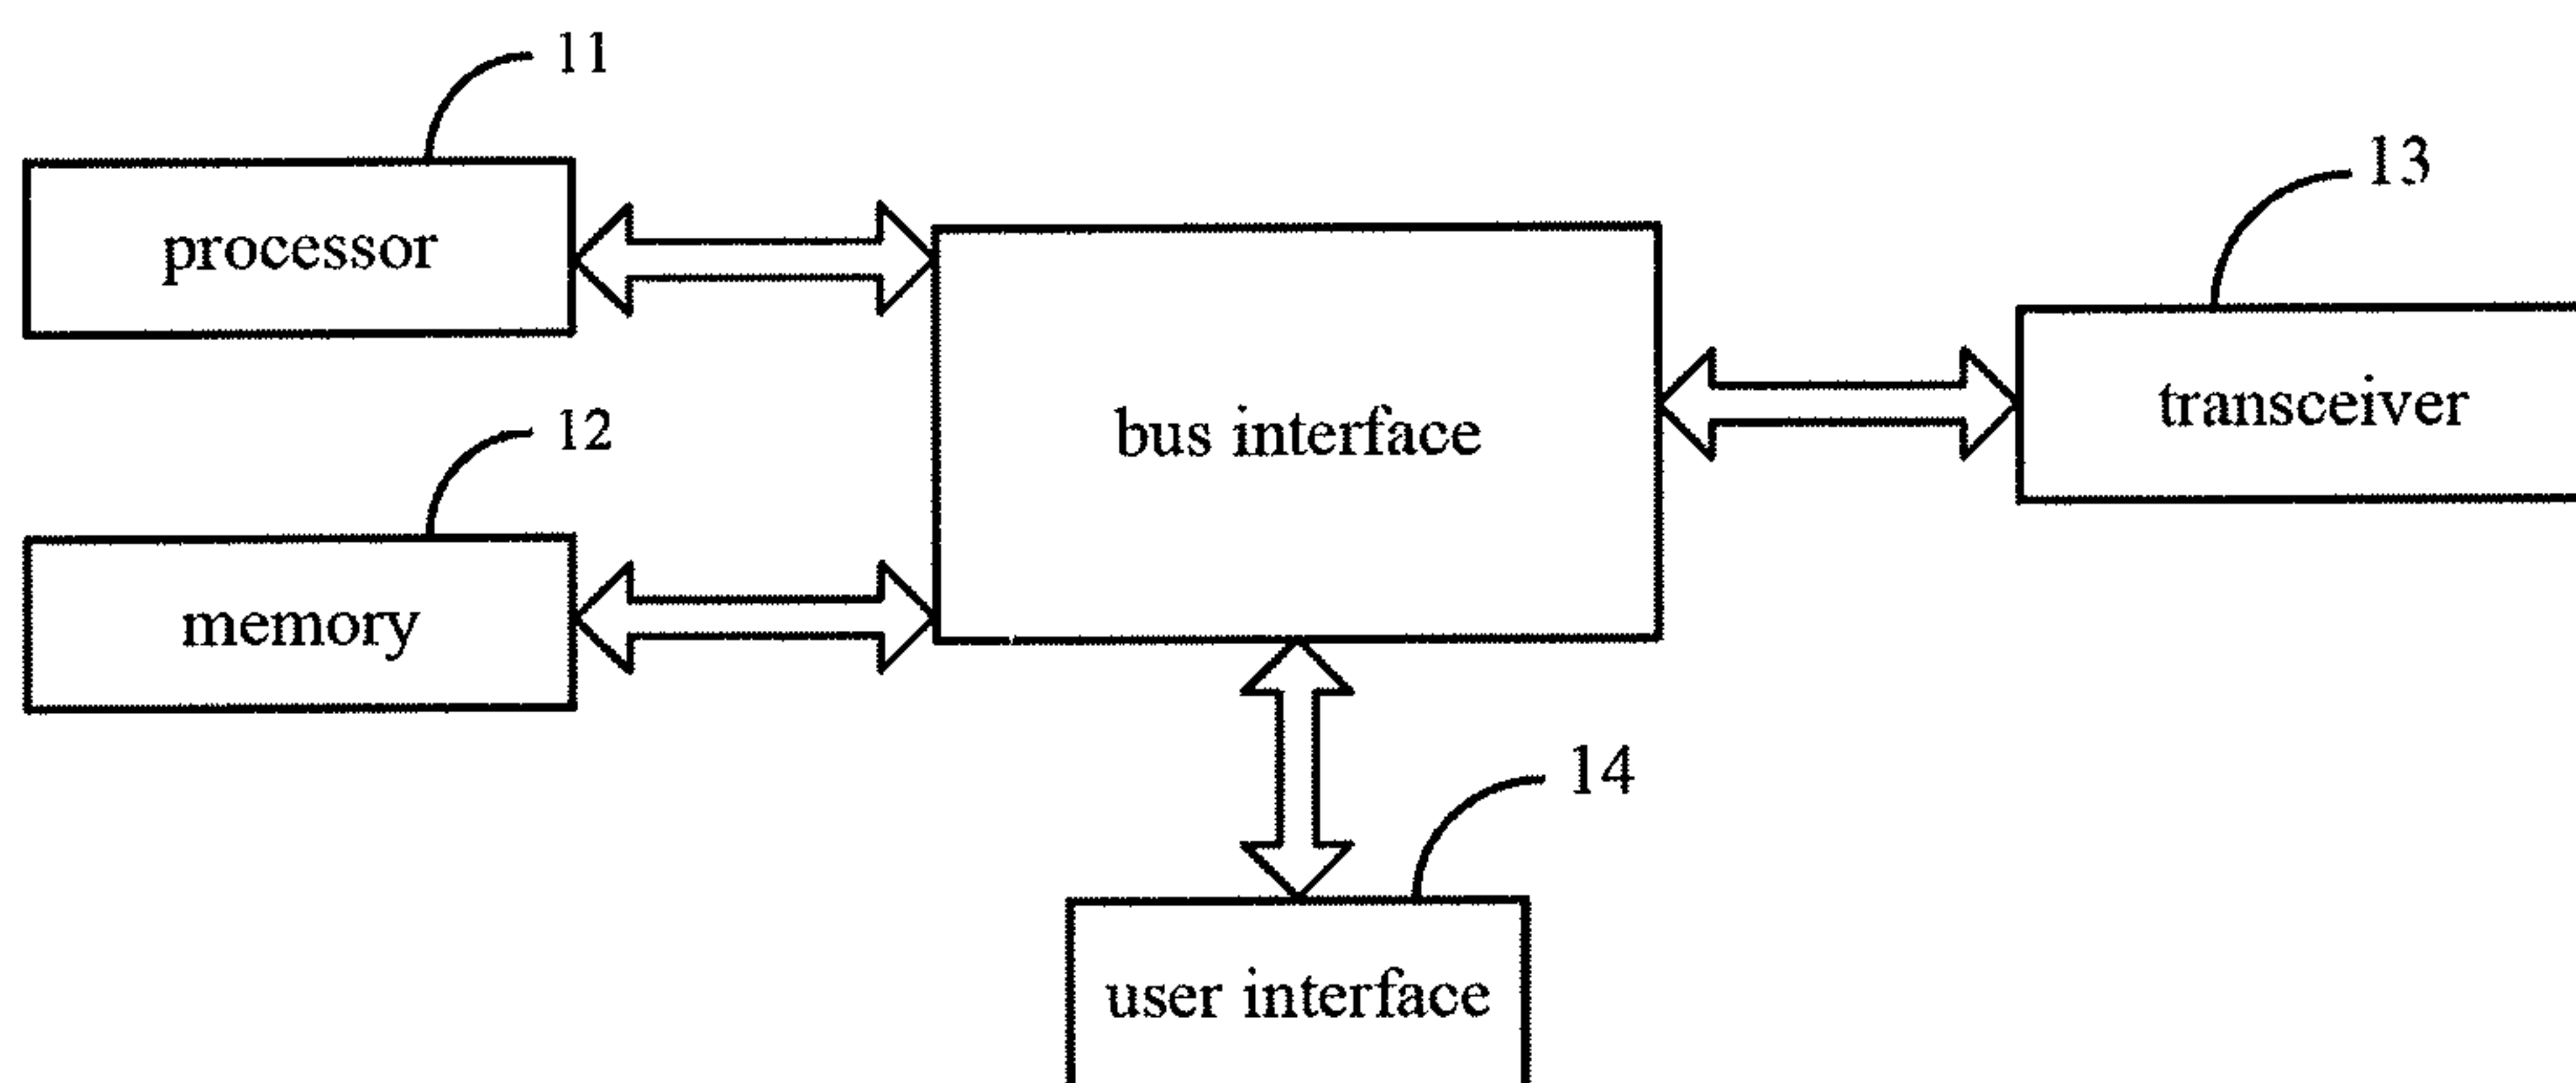 11
processor
13
transceiver
bus interface
12
memory
14
user interface